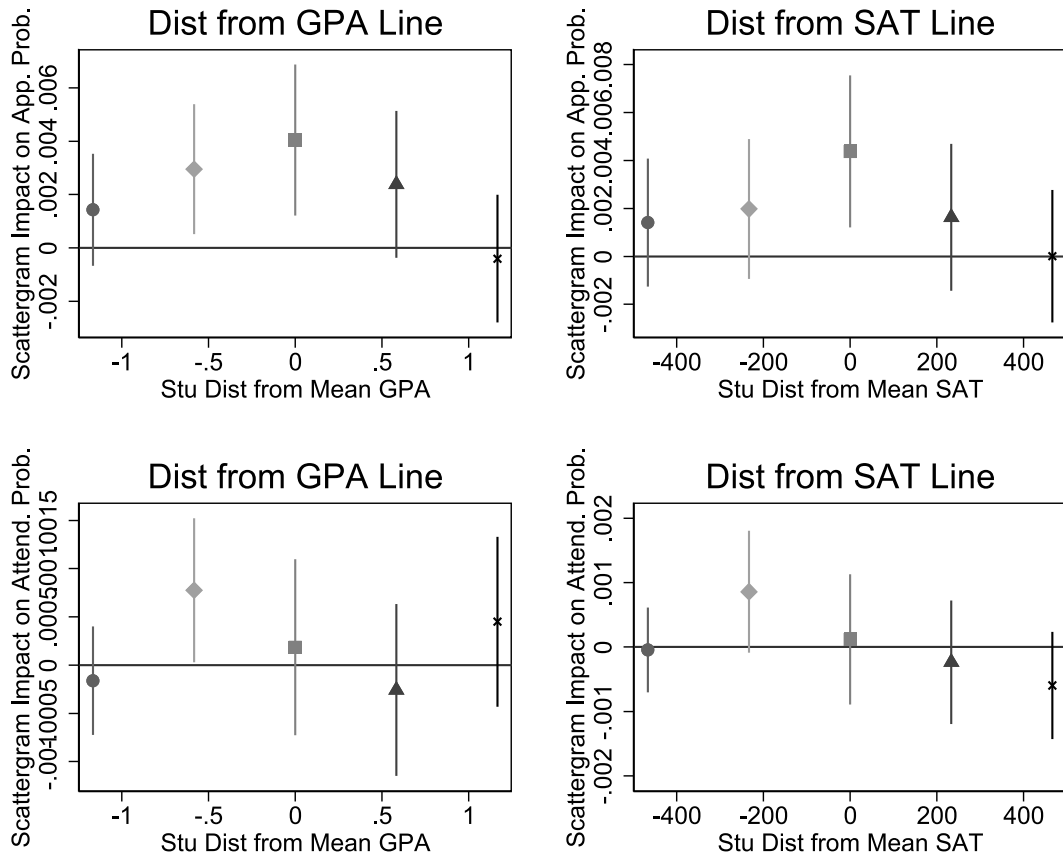 Dist from GPA Line
Scattergram Impact on App. Prob.
-.002 0 .002 .004 .006
-1 -.5 0 .5 1
Stu Dist from Mean GPA
Dist from SAT Line
Scattergram Impact on App. Prob.
-.002 0 .002 .004 .006 .008
-400 -200 0 200 400
Stu Dist from Mean SAT
Dist from GPA Line
Scattergram Impact on Attend. Prob.
-.001 -.0005 0 .0005 .001 .0015
-1 -.5 0 .5 1
Stu Dist from Mean GPA
Dist from SAT Line
Scattergram Impact on Attend. Prob.
-.002 -.001 0 .001 .002
-400 -200 0 200 400
Stu Dist from Mean SAT